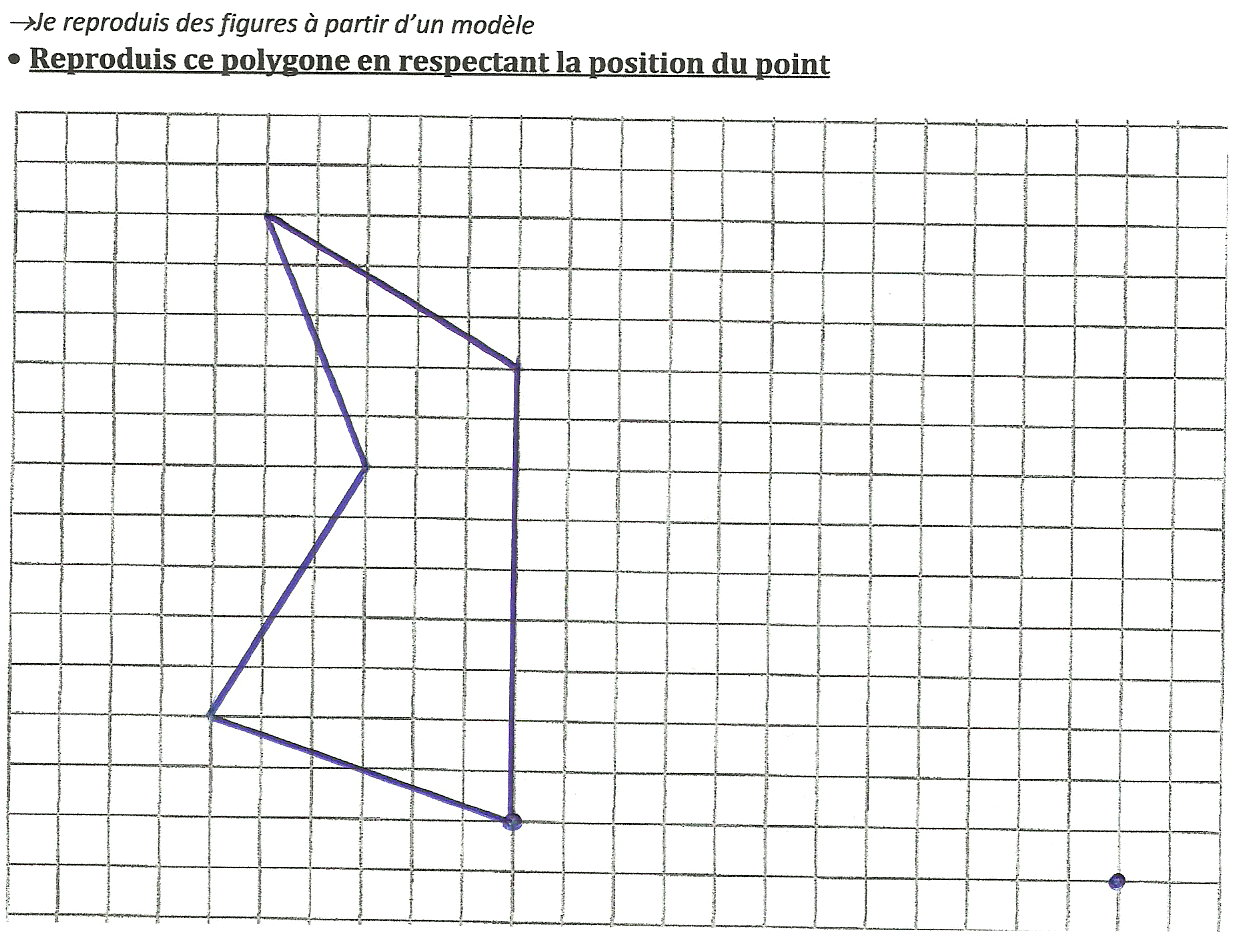 →Je reproduis des figures à partir d’un modèle
• Reproduis ce polygone en respectant la position du point